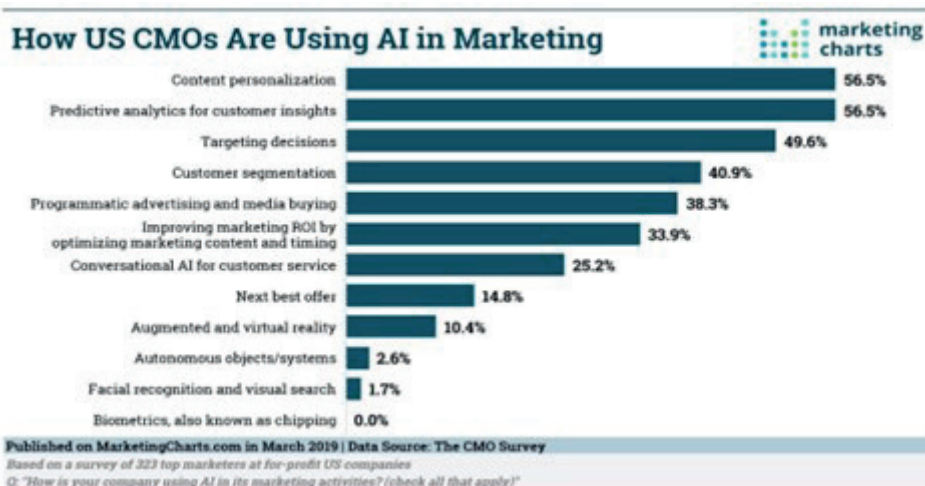 How US CMOs Are Using AI in Marketing
marketing
charts
Content personalization 56.5%
Predictive analytics for customer insights 56.5%
Targeting decisions 49.6%
Customer segmentation 40.9%
Programmatic advertising and media buying 38.3%
Improving marketing ROI by
optimizing marketing content and timing 33.9%
Conversational AI for customer service 25.2%
Next best offer 14.8%
Augmented and virtual reality 10.4%
Autonomous objects/systems 2.6%
Facial recognition and visual search 1.7%
Biometrics, also known as chipping 0.0%
Published on MarketingCharts.com in March 2019 | Data Source: The CMO Survey
Based on a survey of 323 top marketers at for-profit US companies
Q: "How is your company using AI in its marketing activities? (check all that apply)"